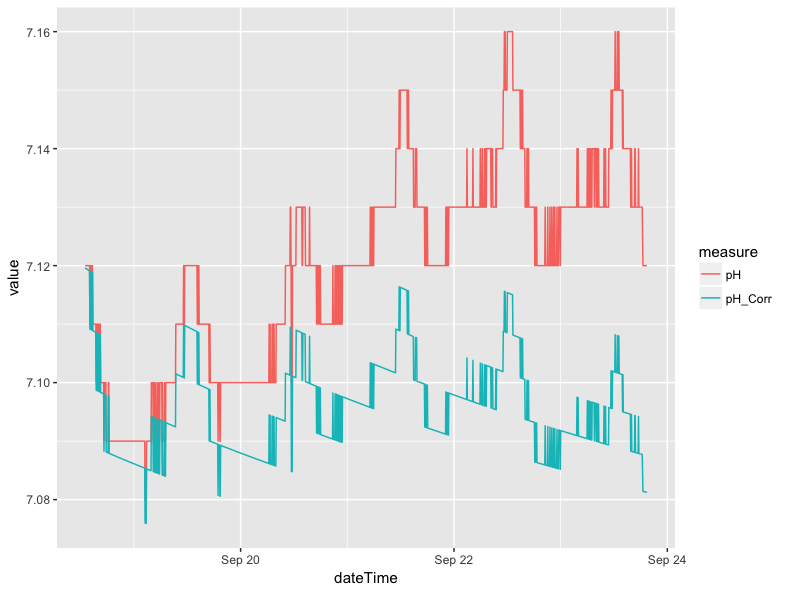 7.16
7.14
7.12
7.10
7.08
value
Sep 20
Sep 22
Sep 24
dateTime
measure
pH
pH_Corr